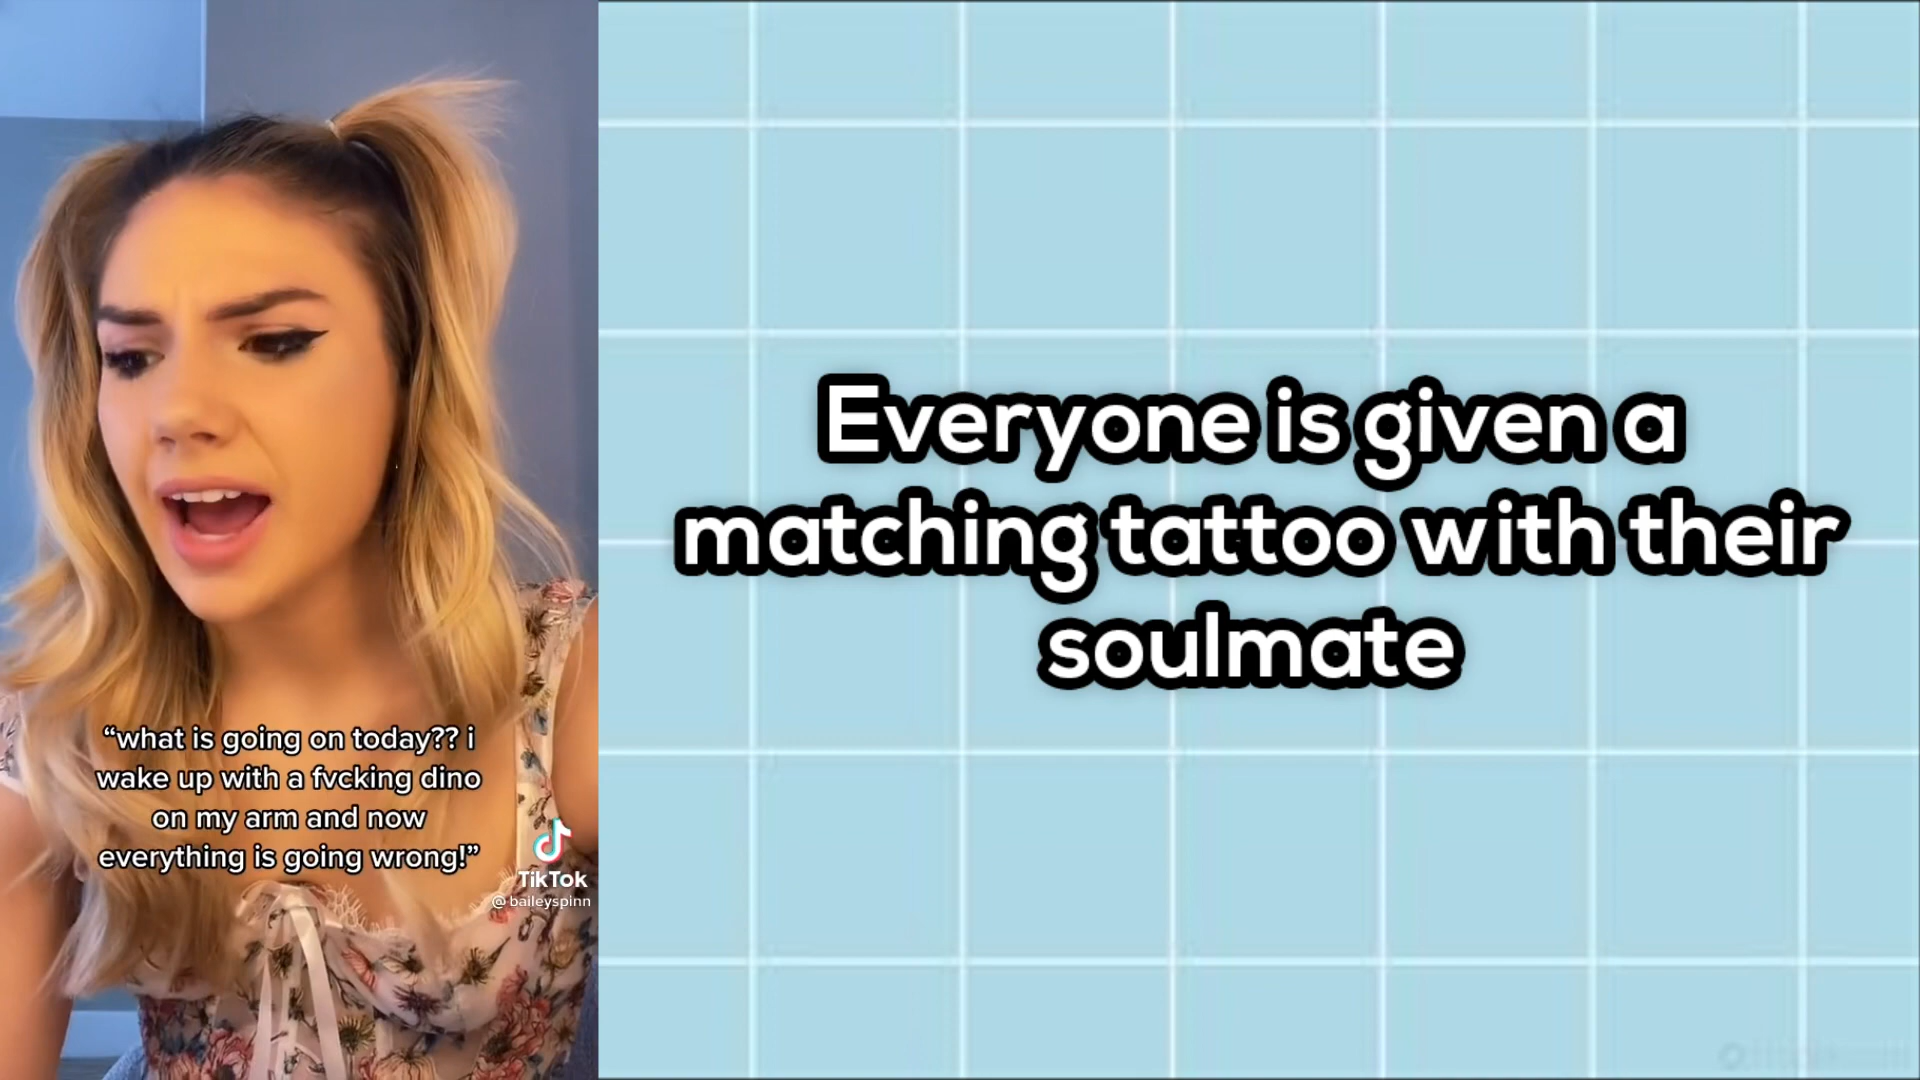 Everyone is given a
matching tattoo with their
soulmate
“what is going on today?? i
wake up with a fvcking dino
on my arm and now
everything is going wrong!”
TikTok
@baileyspinn